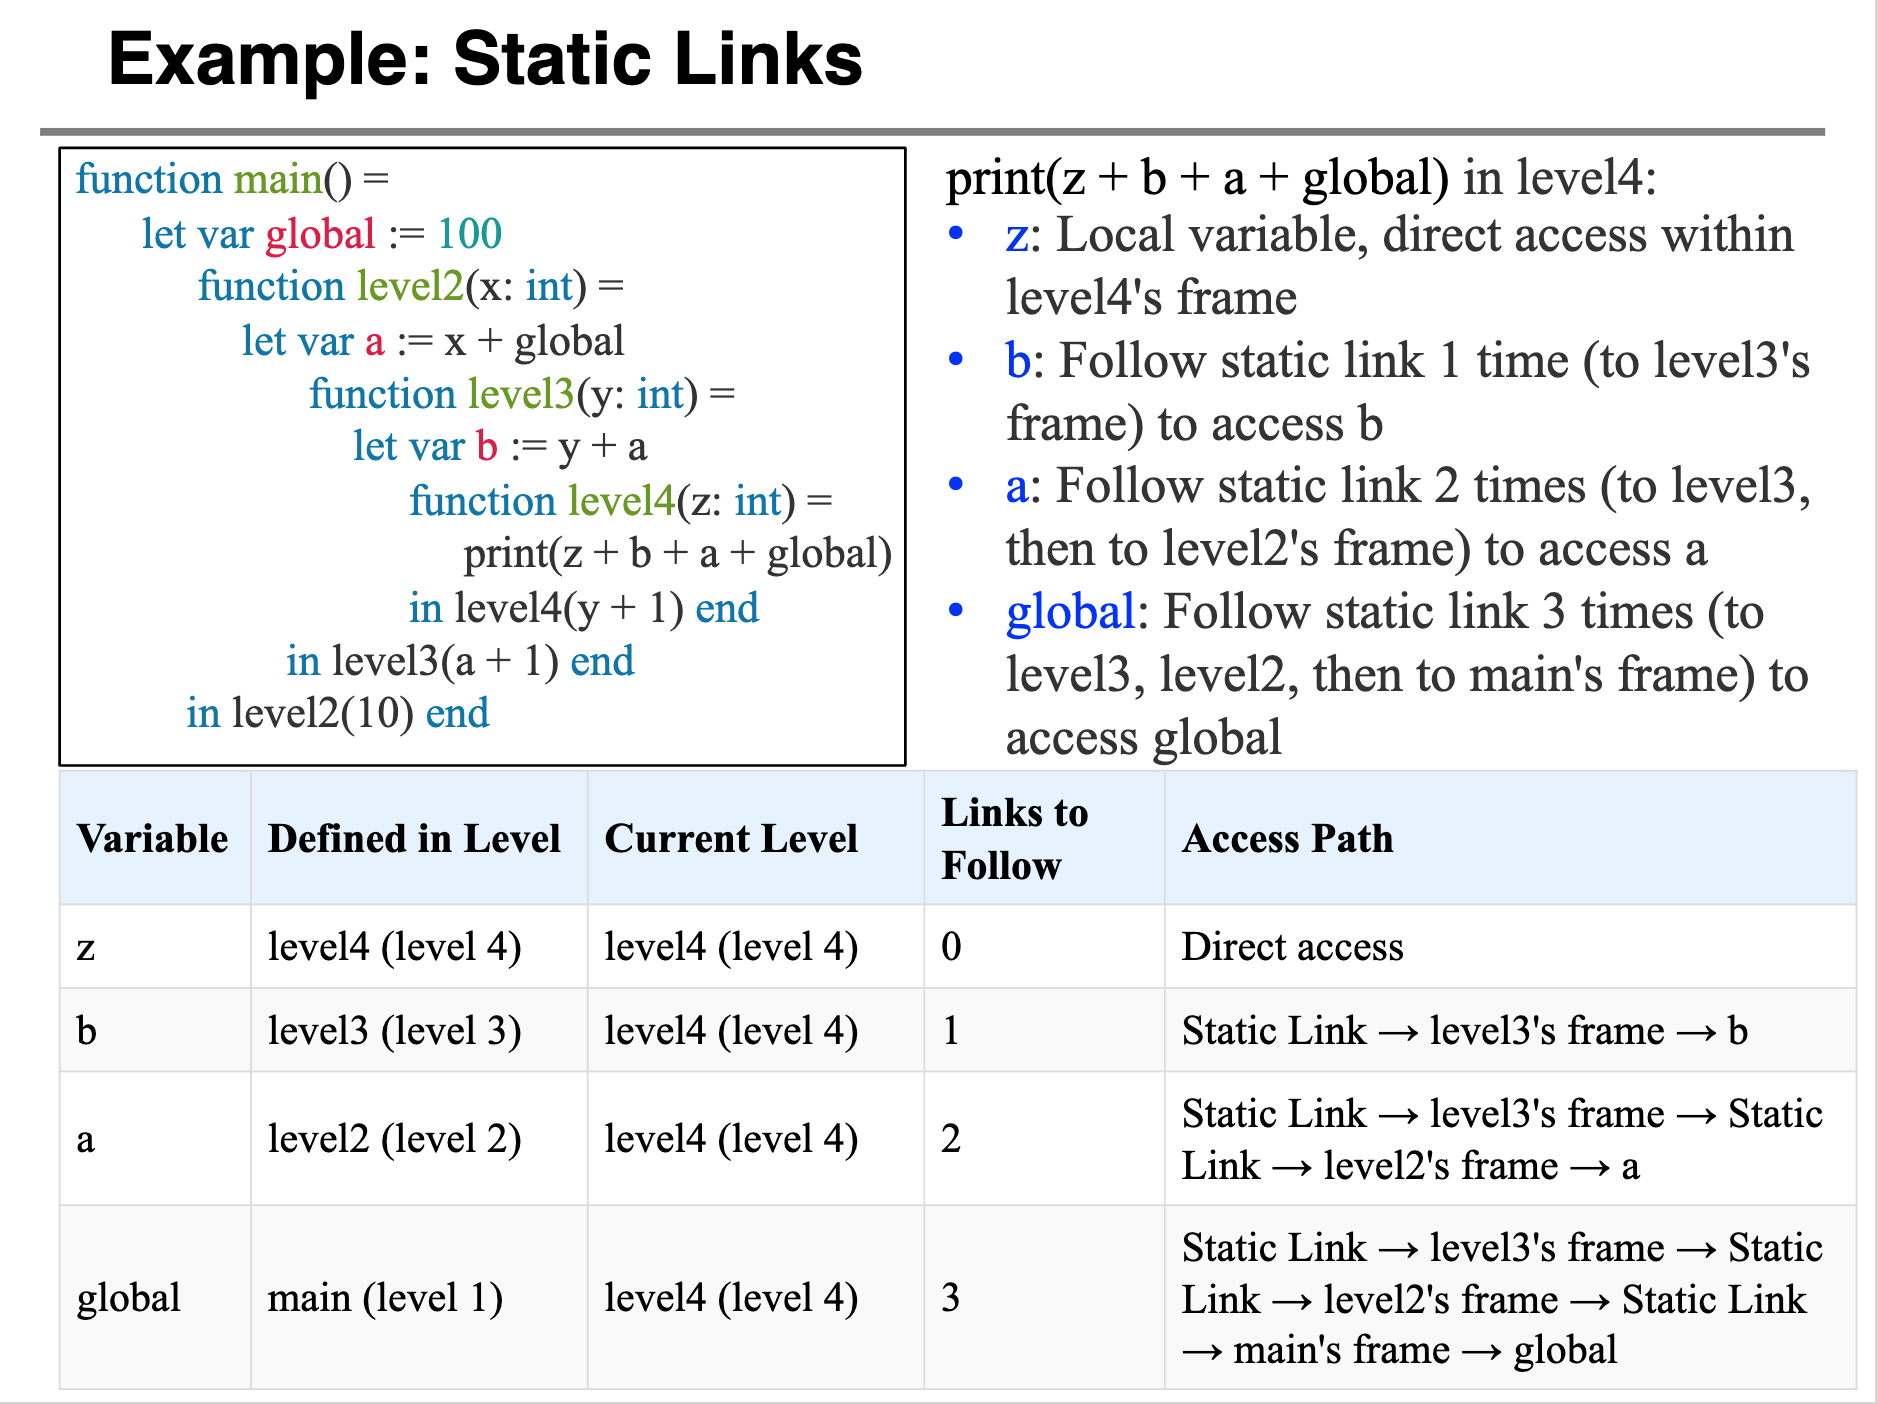 Example: Static Links
function main() =
let var global := 100
function level2(x: int) =
let var a := x + global
function level3(y: int) =
let var b := y + a
function level4(z: int) =
print(z + b + a + global)
in level4(y + 1) end
in level3(a + 1) end
in level2(10) end
print(z + b + a + global) in level4:
• z: Local variable, direct access within
level4's frame
• b: Follow static link 1 time (to level3's
frame) to access b
• a: Follow static link 2 times (to level3,
then to level2's frame) to access a
• global: Follow static link 3 times (to
level3, level2, then to main's frame) to
access global
Variable Defined in Level Current Level Links to Follow Access Path
z level4 (level 4) level4 (level 4) 0 Direct access
b level3 (level 3) level4 (level 4) 1 Static Link → level3's frame → b
a level2 (level 2) level4 (level 4) 2 Static Link → level3's frame → Static
Link → level2's frame → a
global main (level 1) level4 (level 4) 3 Static Link → level3's frame → Static
Link → level2's frame → Static Link
→ main's frame → global